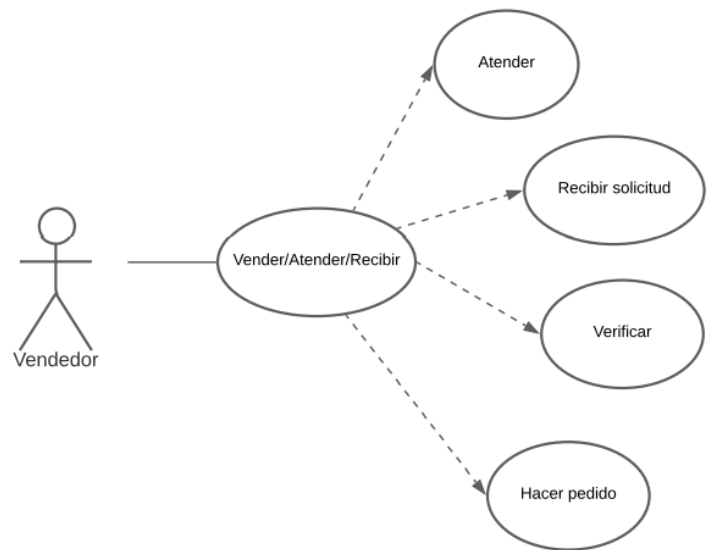 Atender
Recibir solicitud
Vender/Atender/Recibir
Verificar
Vendedor
Hacer pedido